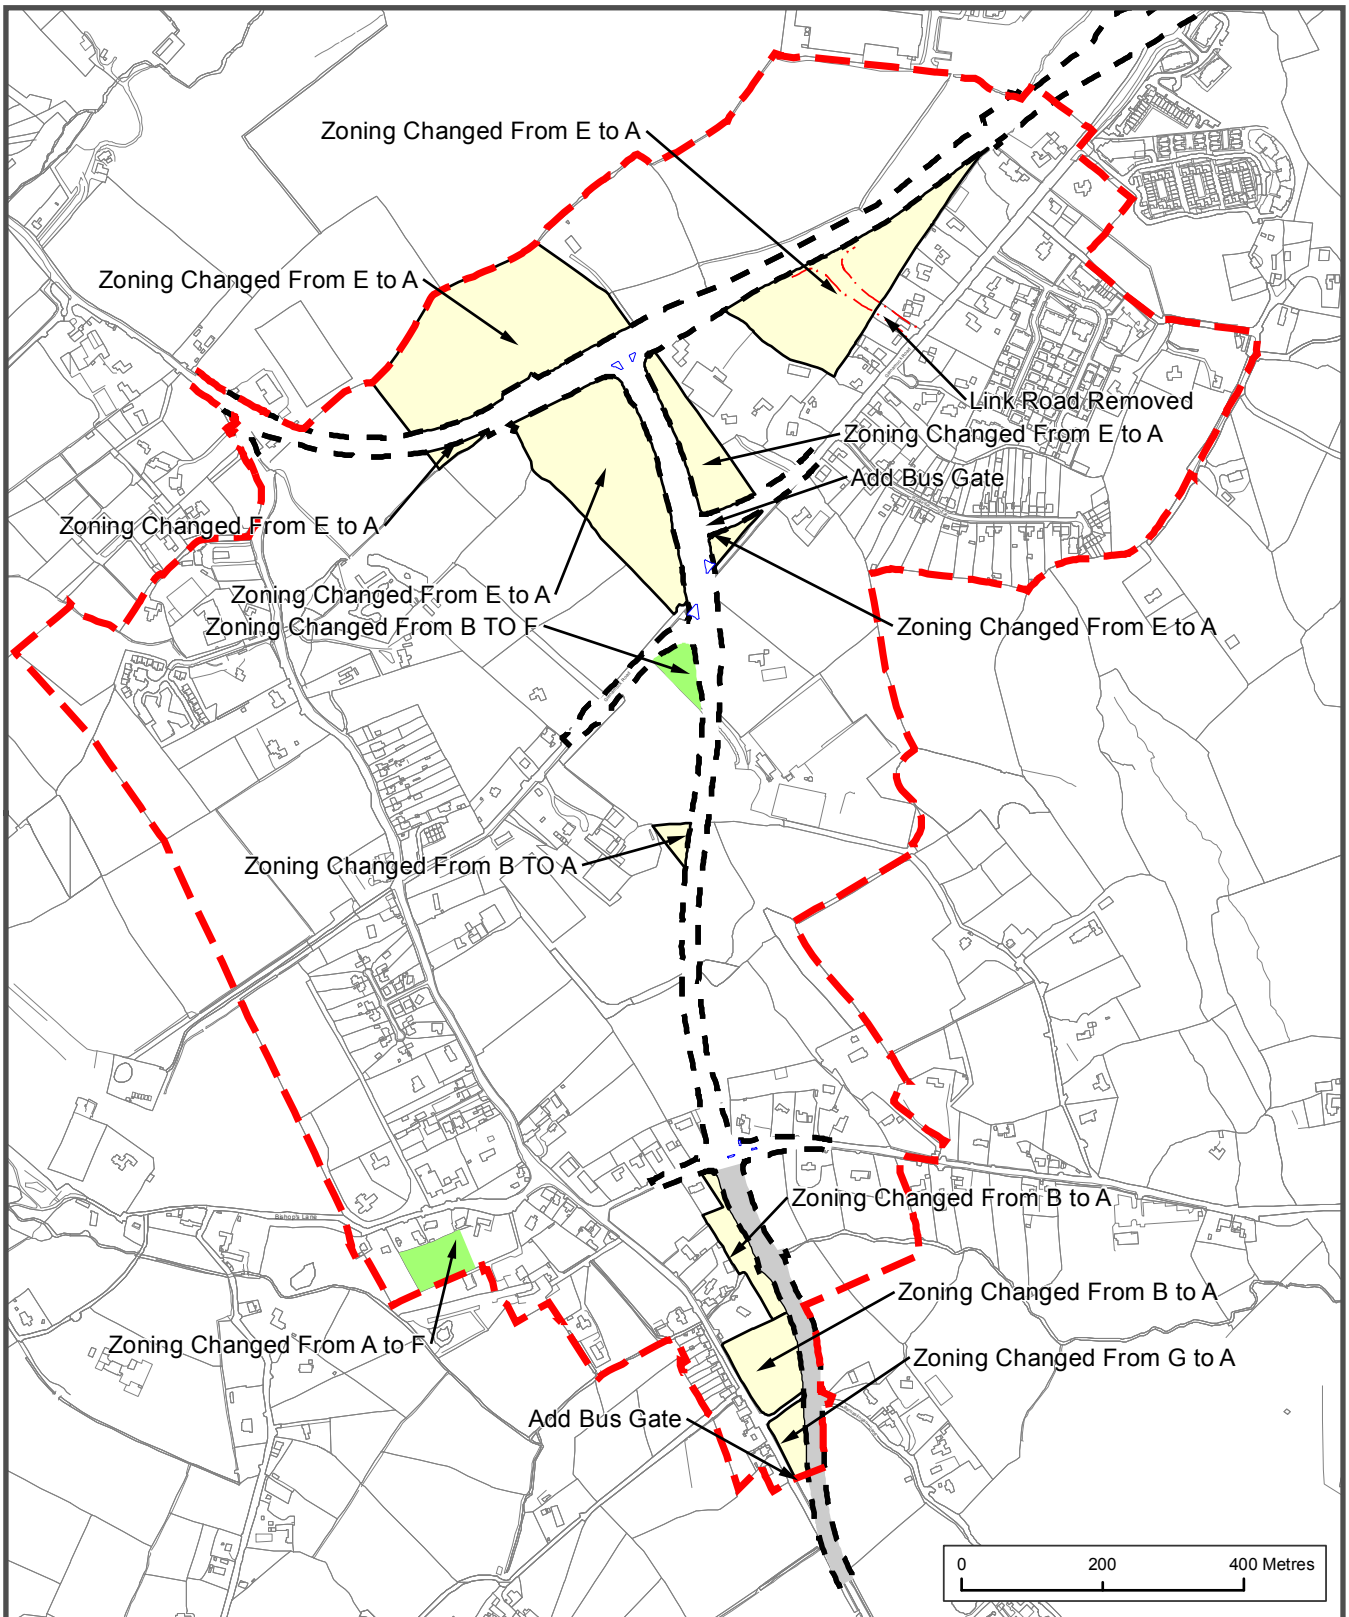 Zoning Changed From E to A
Zoning Changed From E to A
Link Road Removed
Zoning Changed From E to A
Add Bus Gate
Zoning Changed From E to A
Zoning Changed From E to A
Zoning Changed From B TO F
Zoning Changed From E to A
Zoning Changed From B TO A
Zoning Changed From B to A
Bishop's Lane
Zoning Changed From B to A
Zoning Changed From A to F
Zoning Changed From G to A
Add Bus Gate
0 200 400 Metres